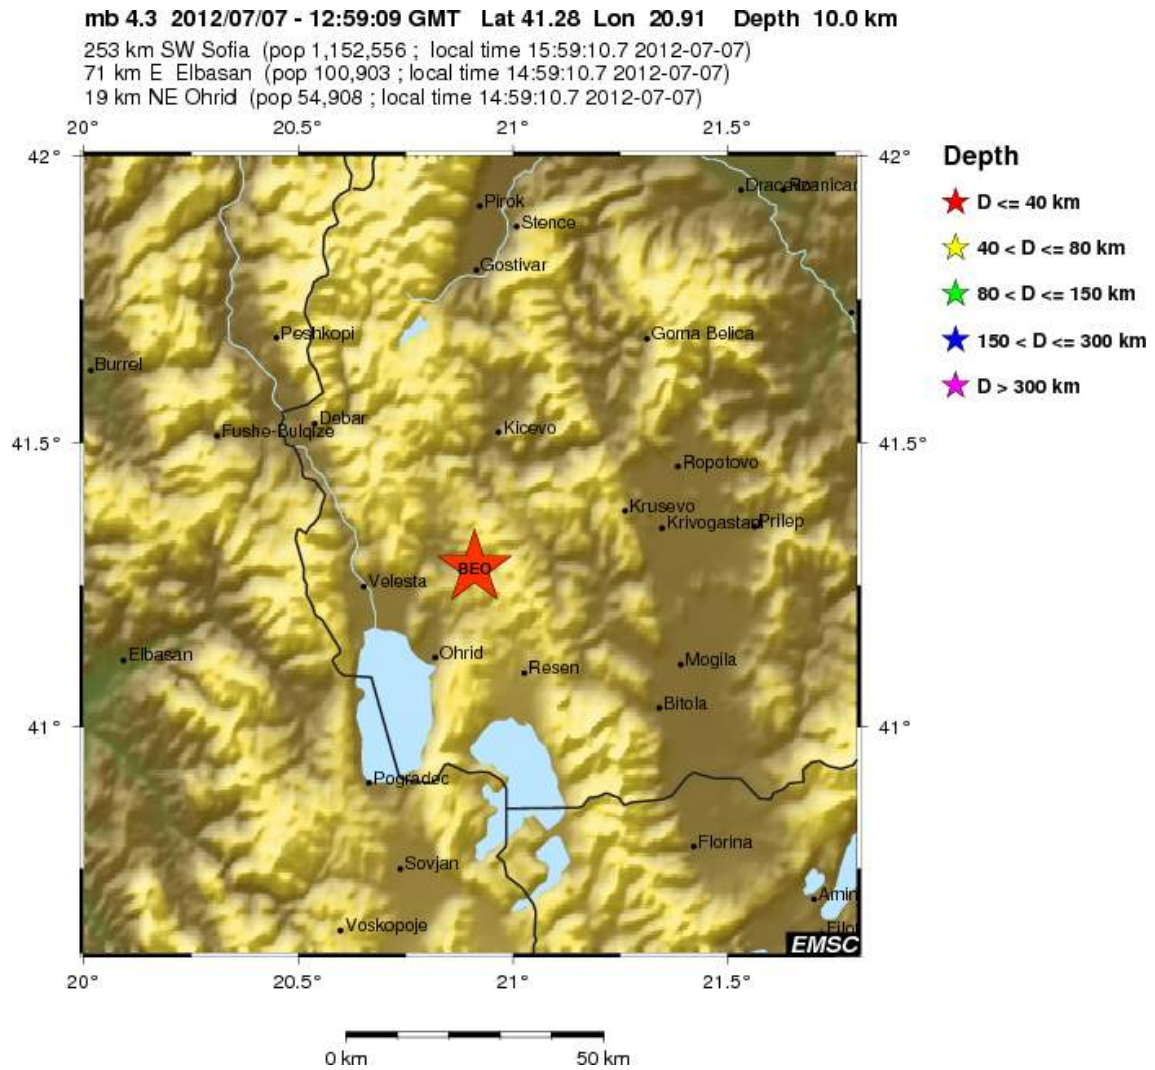 mb 4.3 2012/07/07 - 12:59:09 GMT Lat 41.28 Lon 20.91 Depth 10.0 km
253 km SW Sofia (pop 1,152,556 ; local time 15:59:10.7 2012-07-07)
71 km E Elbasan (pop 100,903 ; local time 14:59:10.7 2012-07-07)
19 km NE Ohrid (pop 54,908 ; local time 14:59:10.7 2012-07-07)
20° 20.5° 21° 21.5°
42° 42°
Depth
D <= 40 km
40 < D <= 80 km
80 < D <= 150 km
150 < D <= 300 km
D > 300 km
Pirok
Stence
Gostivar
Peshkopi
Gorna Belica
Burrel
Debar
Fushe-Bulqize
Kicevo
41.5° 41.5°
Ropotovo
Krusevo
Prilep
BEO
Velesta
Elbasan
Ohrid
Resen
Mogila
Bitola
41° 41°
Pogradec
Florina
Sovjan
Amin
Voskopoje
EMSC
20° 20.5° 21° 21.5°
0 km 50 km